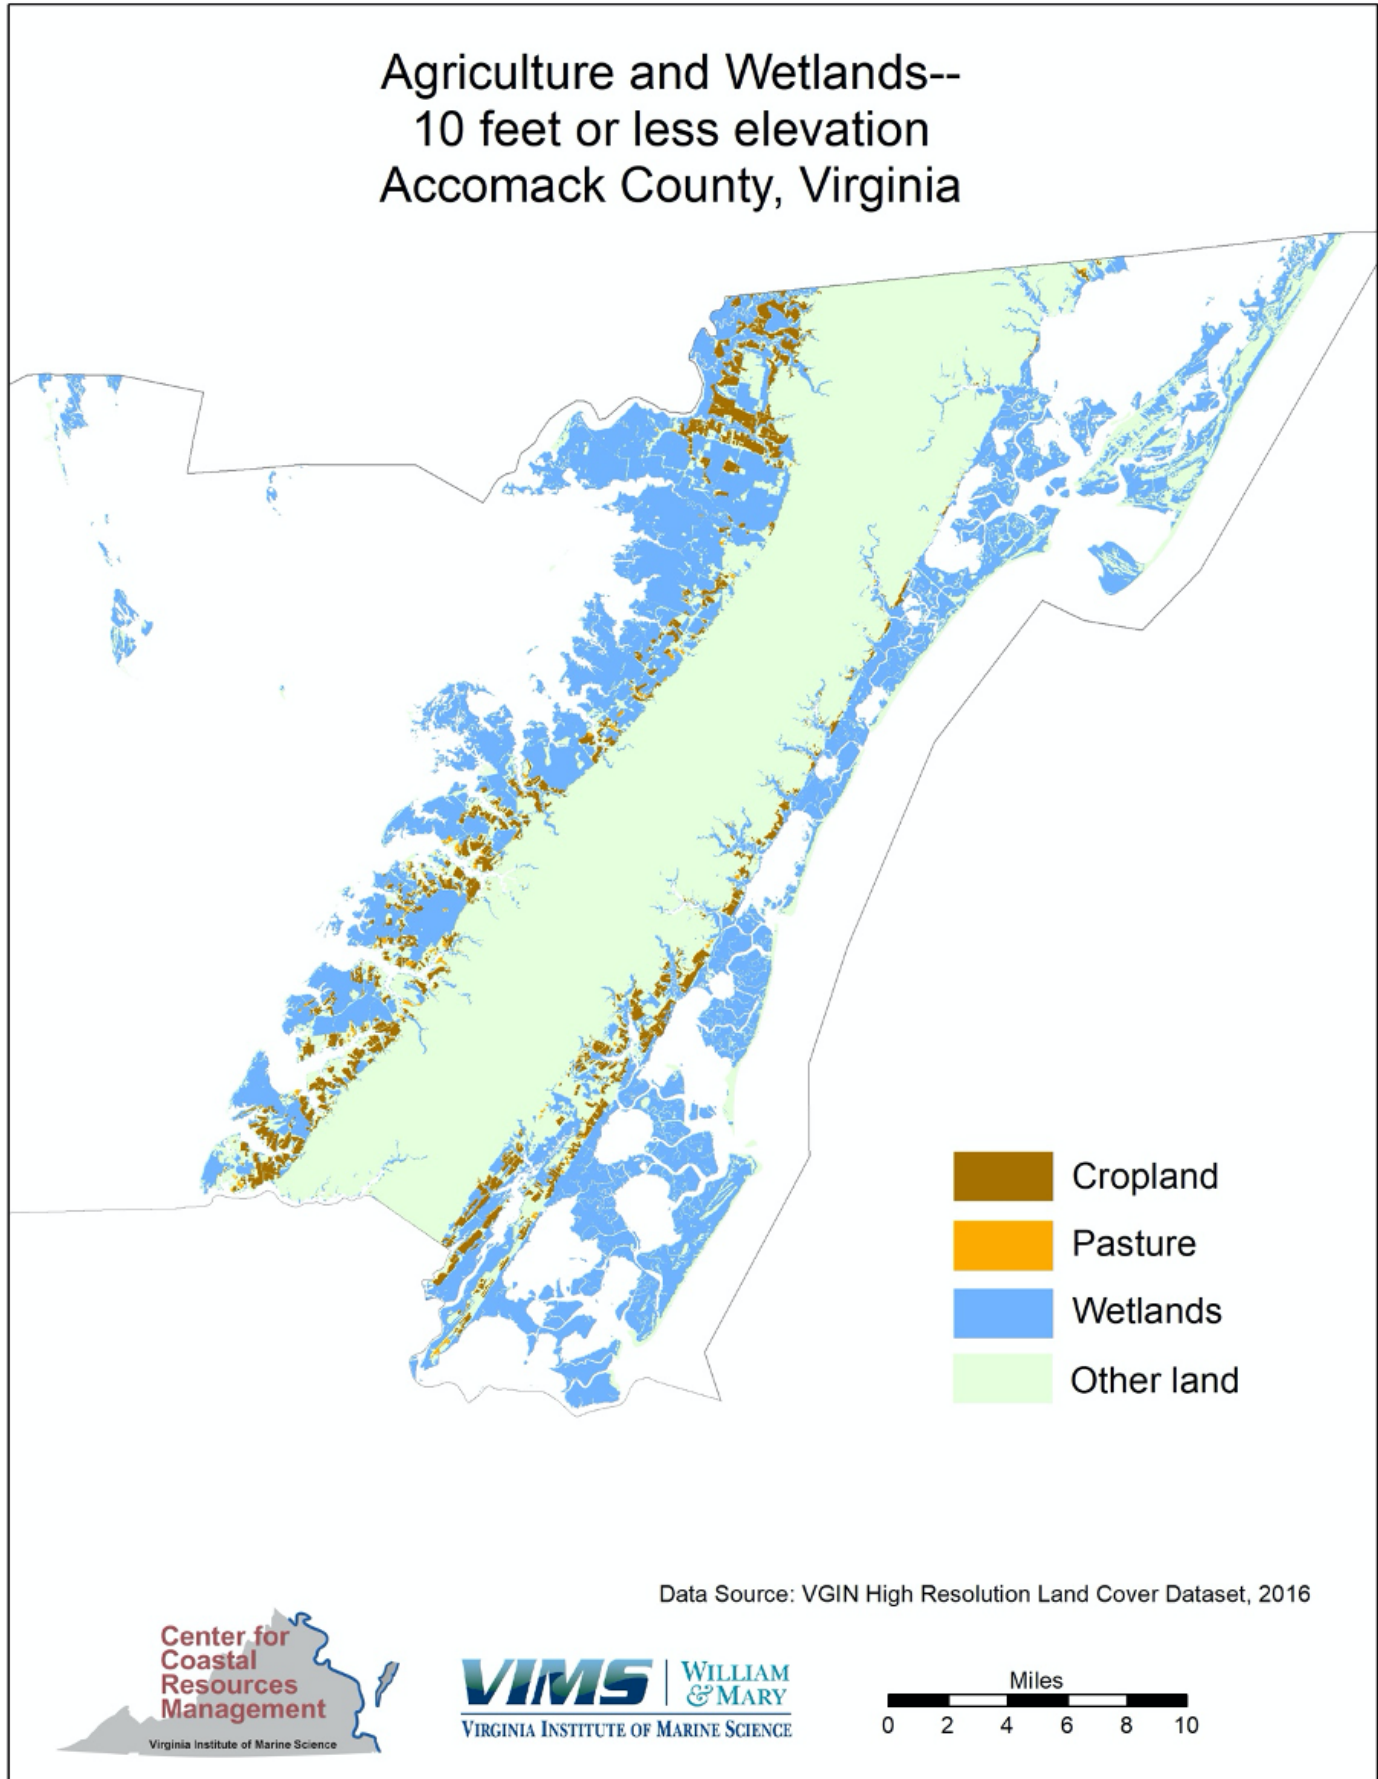 Agriculture and Wetlands--
10 feet or less elevation
Accomack County, Virginia
Cropland
Pasture
Wetlands
Other land
Data Source: VGIN High Resolution Land Cover Dataset, 2016
Center for
Coastal
Resources
Management
Virginia Institute of Marine Science
VIMS
WILLIAM
& MARY
VIRGINIA INSTITUTE OF MARINE SCIENCE
Miles
0 2 4 6 8 10